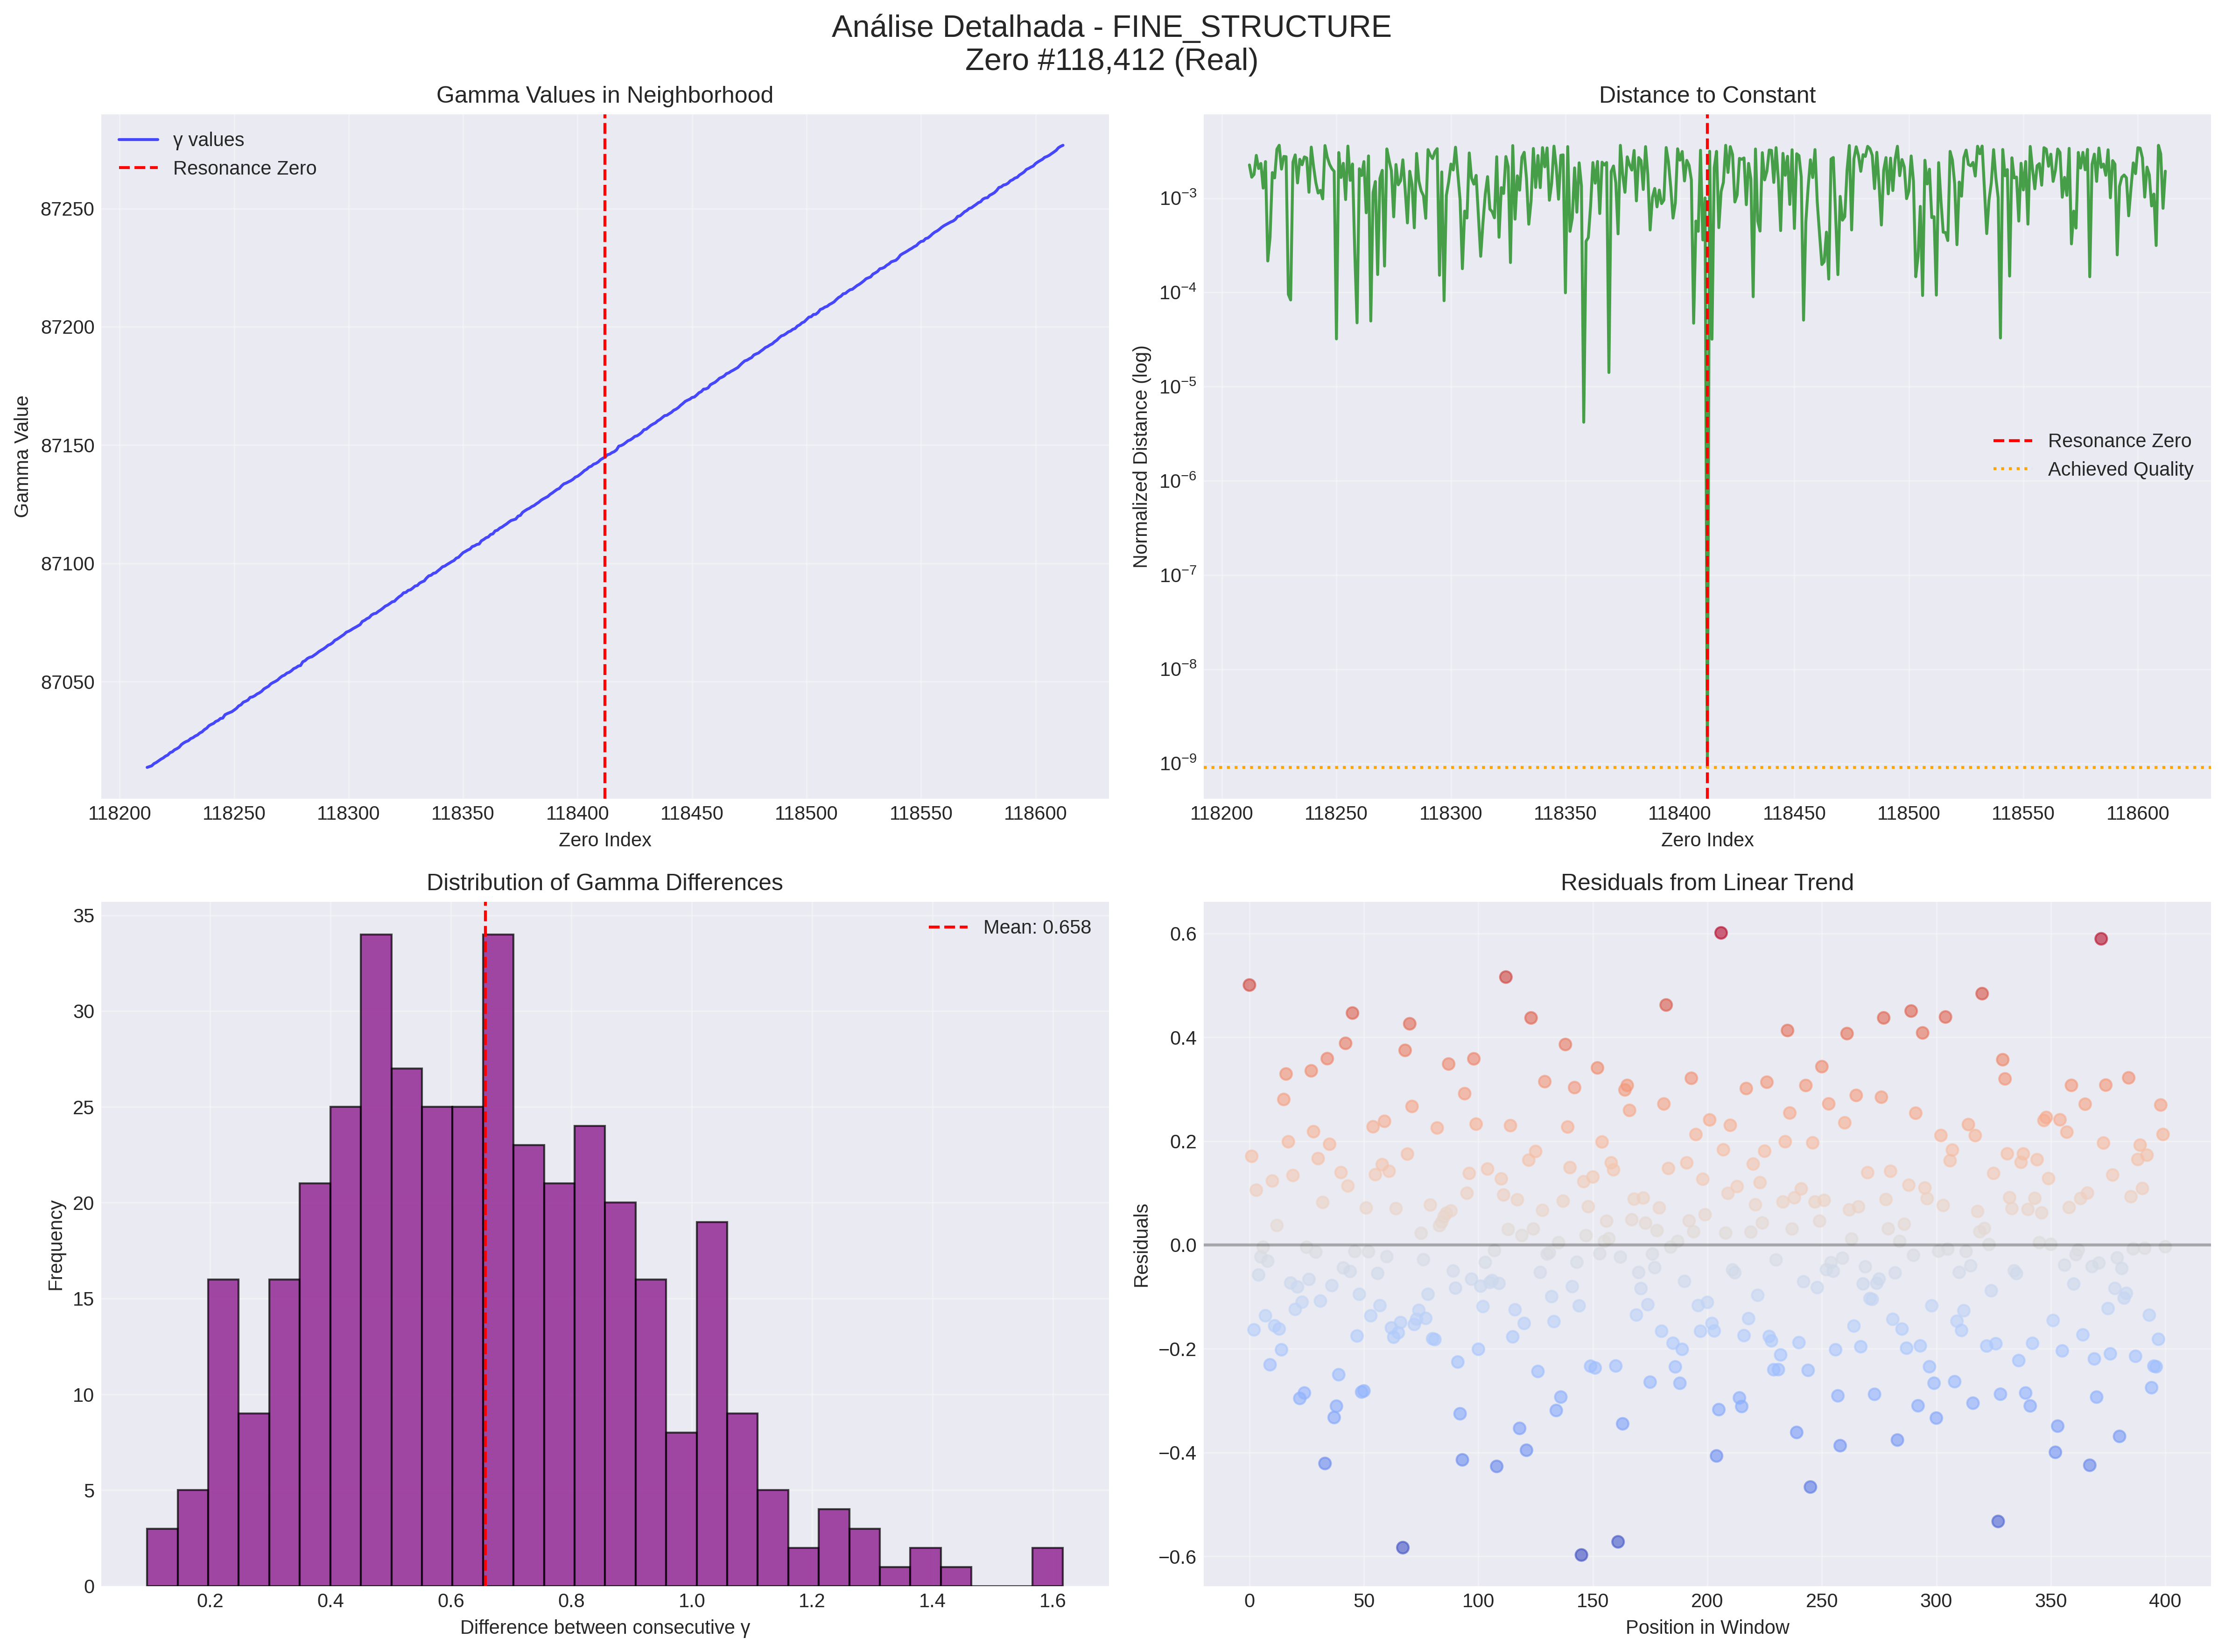 Análise Detalhada - FINE_STRUCTURE
Zero #118,412 (Real)
Gamma Values in Neighborhood
γ values
Resonance Zero
Gamma Value
87250
87200
87150
87100
87050
118200 118250 118300 118350 118400 118450 118500 118550 118600
Zero Index
Distance to Constant
Normalized Distance (log)
10⁻³
10⁻⁴
10⁻⁵
10⁻⁶
10⁻⁷
10⁻⁸
10⁻⁹
Resonance Zero
Achieved Quality
118200 118250 118300 118350 118400 118450 118500 118550 118600
Zero Index
Distribution of Gamma Differences
Mean: 0.658
Frequency
35
30
25
20
15
10
5
0
0.2 0.4 0.6 0.8 1.0 1.2 1.4 1.6
Difference between consecutive γ
Residuals from Linear Trend
Residuals
0.6
0.4
0.2
0.0
−0.2
−0.4
−0.6
0 50 100 150 200 250 300 350 400
Position in Window